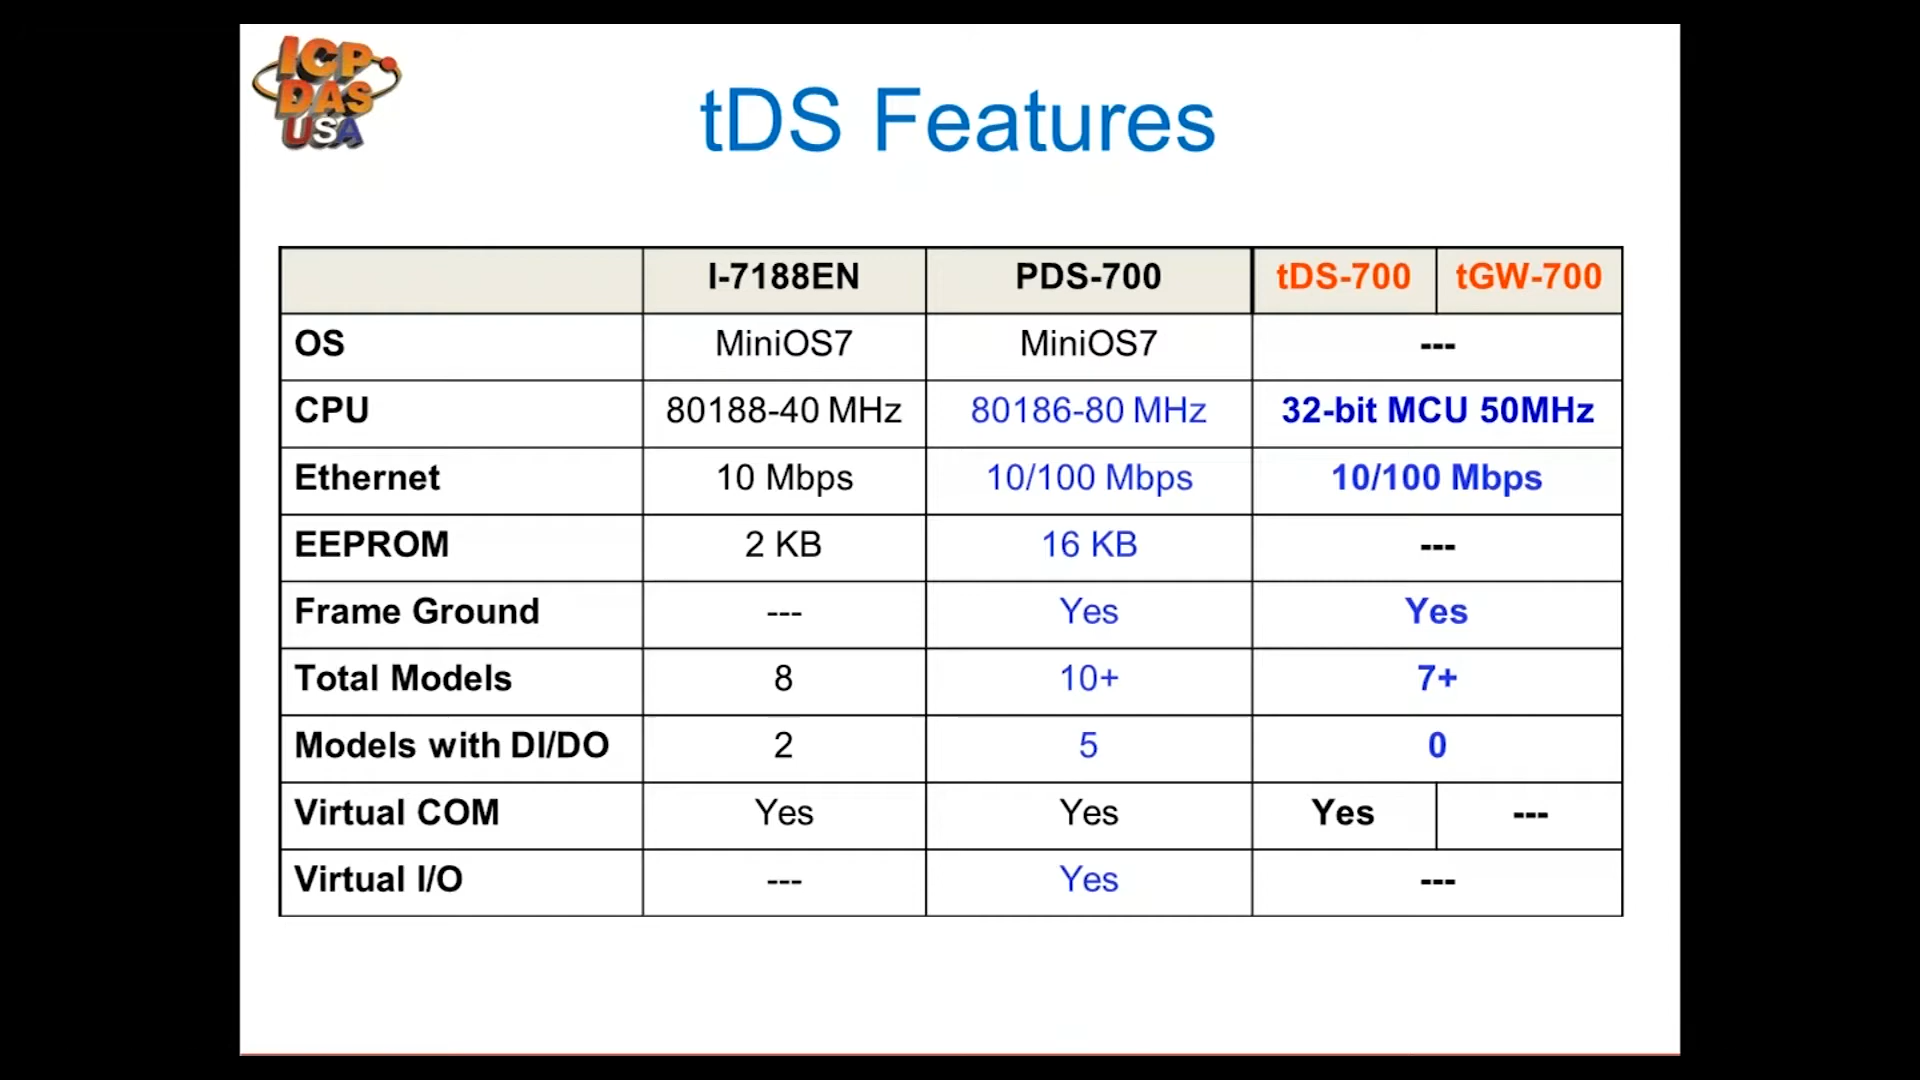 ICP
DAS
USA
tDS Features
I-7188EN PDS-700 tDS-700 tGW-700
OS MiniOS7 MiniOS7 ---
CPU 80188-40 MHz 80186-80 MHz 32-bit MCU 50MHz
Ethernet 10 Mbps 10/100 Mbps 10/100 Mbps
EEPROM 2 KB 16 KB ---
Frame Ground --- Yes Yes
Total Models 8 10+ 7+
Models with DI/DO 2 5 0
Virtual COM Yes Yes Yes ---
Virtual I/O --- Yes ---